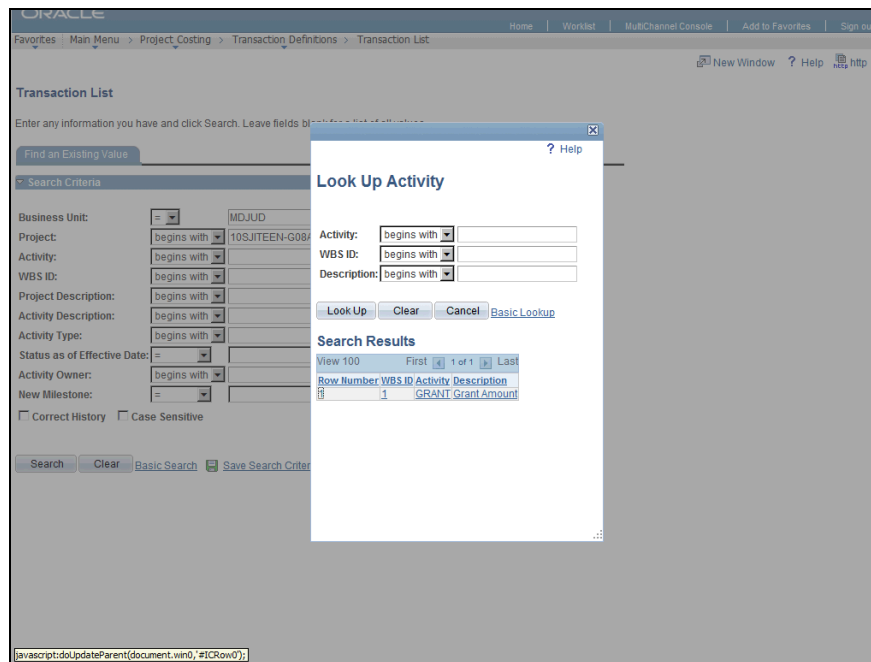 ORACLE
Home | Worklist | MultiChannel Console | Add to Favorites | Sign ou
Favorites | Main Menu > Project Costing > Transaction Definitions > Transaction List
New Window ? Help http
Transaction List
Enter any information you have and click Search. Leave fields
Find an Existing Value
Search Criteria
Business Unit: = MDJUD
Project: begins with 10SJITEEN-G08
Activity: begins with
WBS ID: begins with
Project Description: begins with
Activity Description: begins with
Activity Type: begins with
Status as of Effective Date: =
Activity Owner: begins with
New Milestone: =
Correct History Case Sensitive
Search Clear Basic Search Save Search Criter
? Help
Look Up Activity
Activity: begins with
WBS ID: begins with
Description: begins with
Look Up Clear Cancel Basic Lookup
Search Results
View 100 First 1 of 1 Last
Row Number WBS ID Activity Description
1 1 GRANT Grant Amount
javascript:doUpdateParent(document.win0,'#ICRow0');